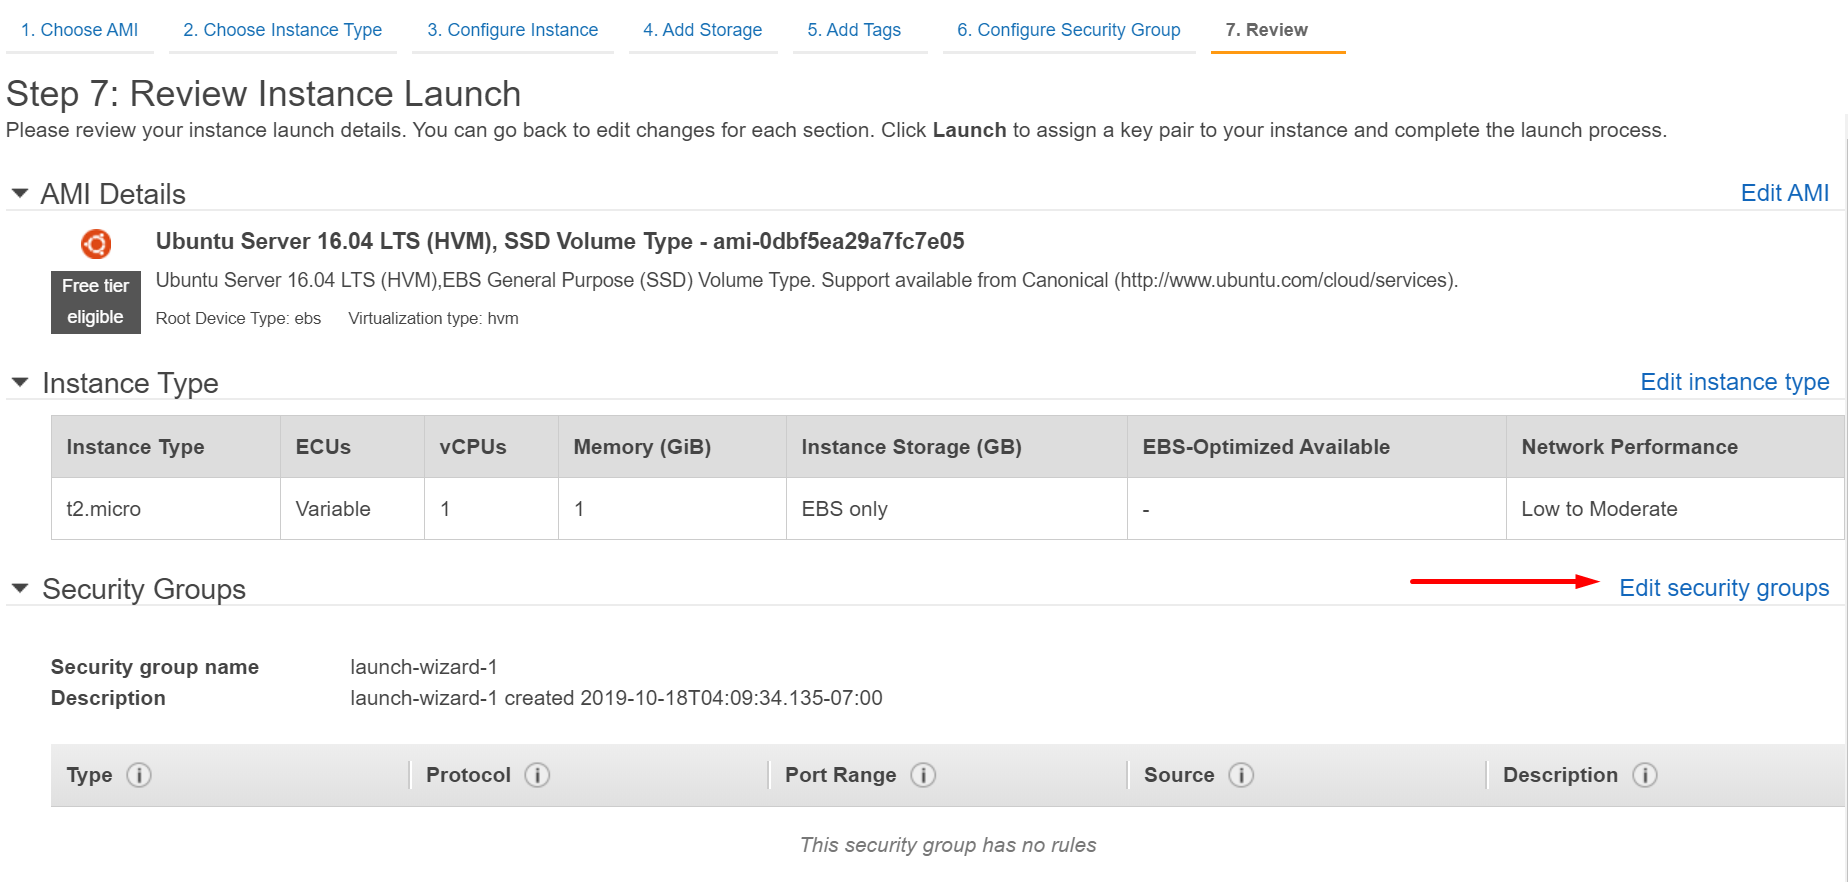 1. Choose AMI 2. Choose Instance Type 3. Configure Instance 4. Add Storage 5. Add Tags 6. Configure Security Group 7. Review
Step 7: Review Instance Launch
Please review your instance launch details. You can go back to edit changes for each section. Click Launch to assign a key pair to your instance and complete the launch process.
AMI Details Edit AMI
Ubuntu Server 16.04 LTS (HVM), SSD Volume Type - ami-0dbf5ea29a7fc7e05
Free tier eligible
Ubuntu Server 16.04 LTS (HVM),EBS General Purpose (SSD) Volume Type. Support available from Canonical (http://www.ubuntu.com/cloud/services).
Root Device Type: ebs Virtualization type: hvm
Instance Type Edit instance type
Instance Type ECUs vCPUs Memory (GiB) Instance Storage (GB) EBS-Optimized Available Network Performance
t2.micro Variable 1 1 EBS only - Low to Moderate
Security Groups Edit security groups
Security group name launch-wizard-1
Description launch-wizard-1 created 2019-10-18T04:09:34.135-07:00
Type i Protocol i Port Range i Source i Description i
This security group has no rules